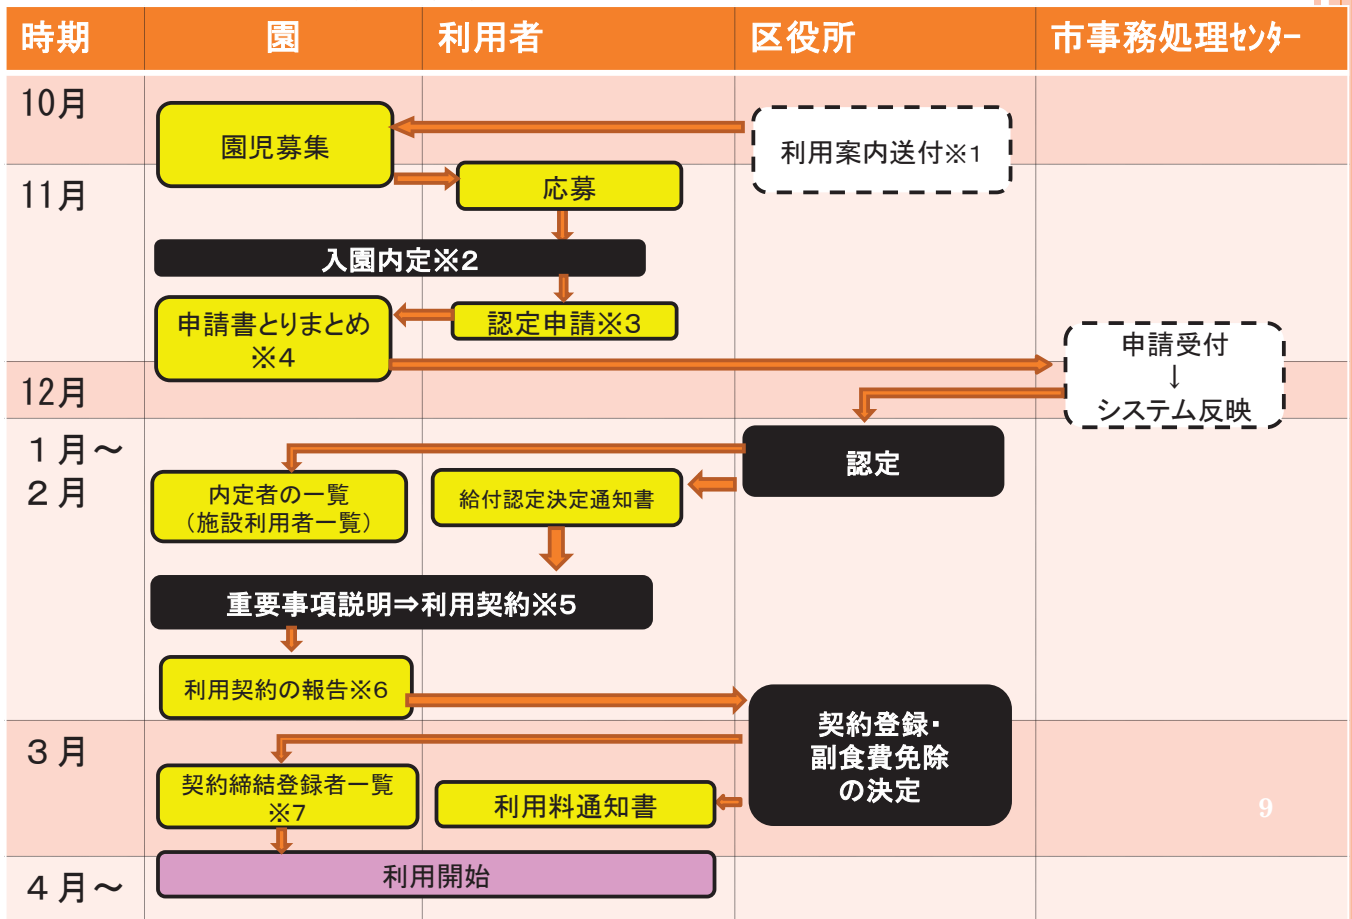 時期
園
利用者
区役所
市事務処理ｾﾝﾀｰ
10月
園児募集
利用案内送付※1
11月
応募
入園内定※2
申請書とりまとめ
※4
認定申請※3
申請受付
↓
システム反映
12月
1月～
2月
認定
内定者の一覧
（施設利用者一覧）
給付認定決定通知書
重要事項説明⇒利用契約※5
利用契約の報告※6
契約登録・
副食費免除
の決定
3月
契約締結登録者一覧
※7
利用料通知書
9
4月～
利用開始